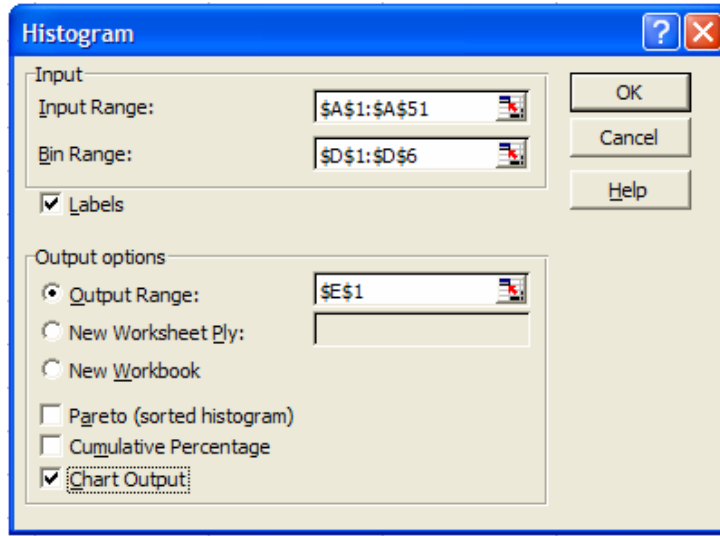 Histogram
Input
Input Range: $A$1:$A$51
Bin Range: $D$1:$D$6
Labels
OK
Cancel
Help
Output options
Output Range: $E$1
New Worksheet Ply:
New Workbook
Pareto (sorted histogram)
Cumulative Percentage
Chart Output